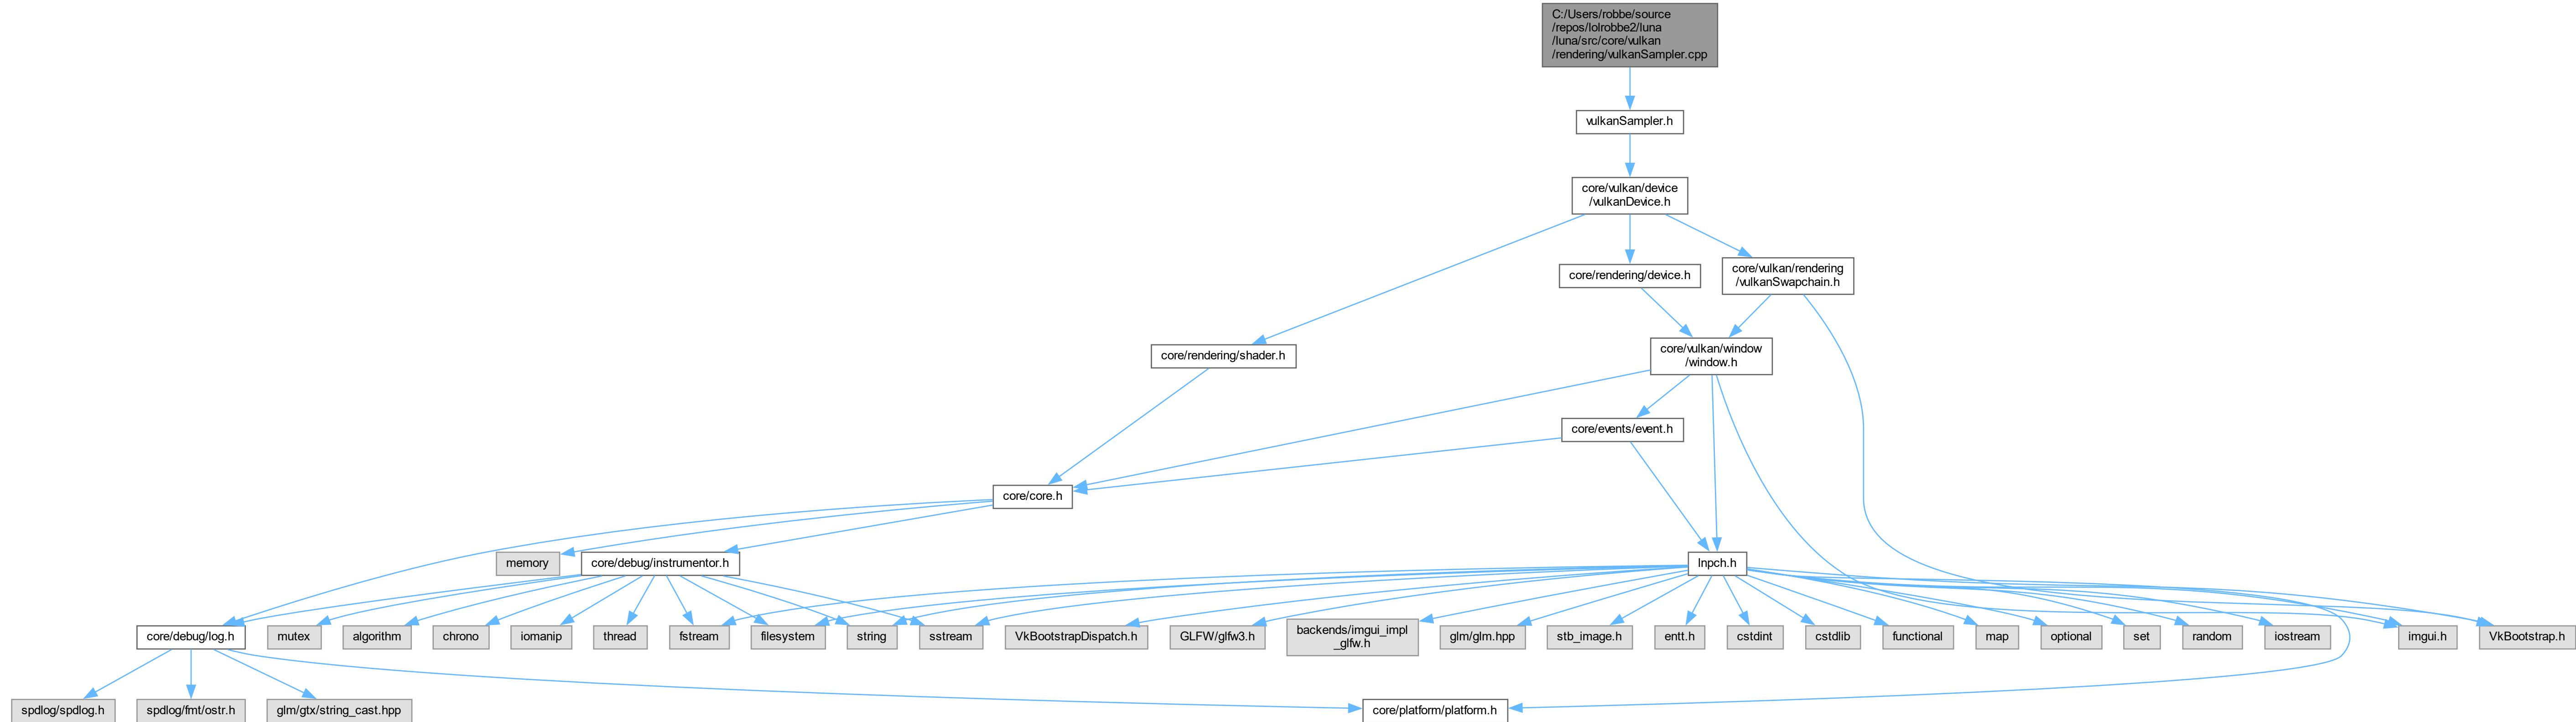 C:/Users/robbe/source
/repos/lolrobbe2/luna
/luna/src/core/vulkan
/rendering/vulkanSampler.cpp
vulkanSampler.h
core/vulkan/device
/vulkanDevice.h
core/rendering/device.h
core/vulkan/rendering
/vulkanSwapchain.h
core/rendering/shader.h
core/vulkan/window
/window.h
core/events/event.h
core/core.h
memory
core/debug/instrumentor.h
lnpch.h
core/debug/log.h
mutex
algorithm
chrono
iomanip
thread
fstream
filesystem
string
sstream
VkBootstrapDispatch.h
GLFW/glfw3.h
backends/imgui_impl
_glfw.h
glm/glm.hpp
stb_image.h
entt.h
cstdint
cstdlib
functional
map
optional
set
random
iostream
imgui.h
VkBootstrap.h
spdlog/spdlog.h
spdlog/fmt/ostr.h
glm/gtx/string_cast.hpp
core/platform/platform.h